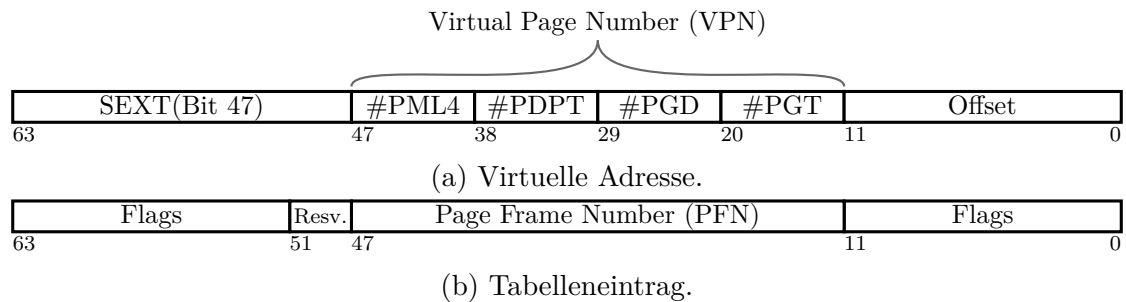 Virtual Page Number (VPN)
SEXT(Bit 47) #PML4 #PDPT #PGD #PGT Offset
63 47 38 29 20 11 0
(a) Virtuelle Adresse.
Flags Resv. Page Frame Number (PFN) Flags
63 51 47 11 0
(b) Tabelleneintrag.